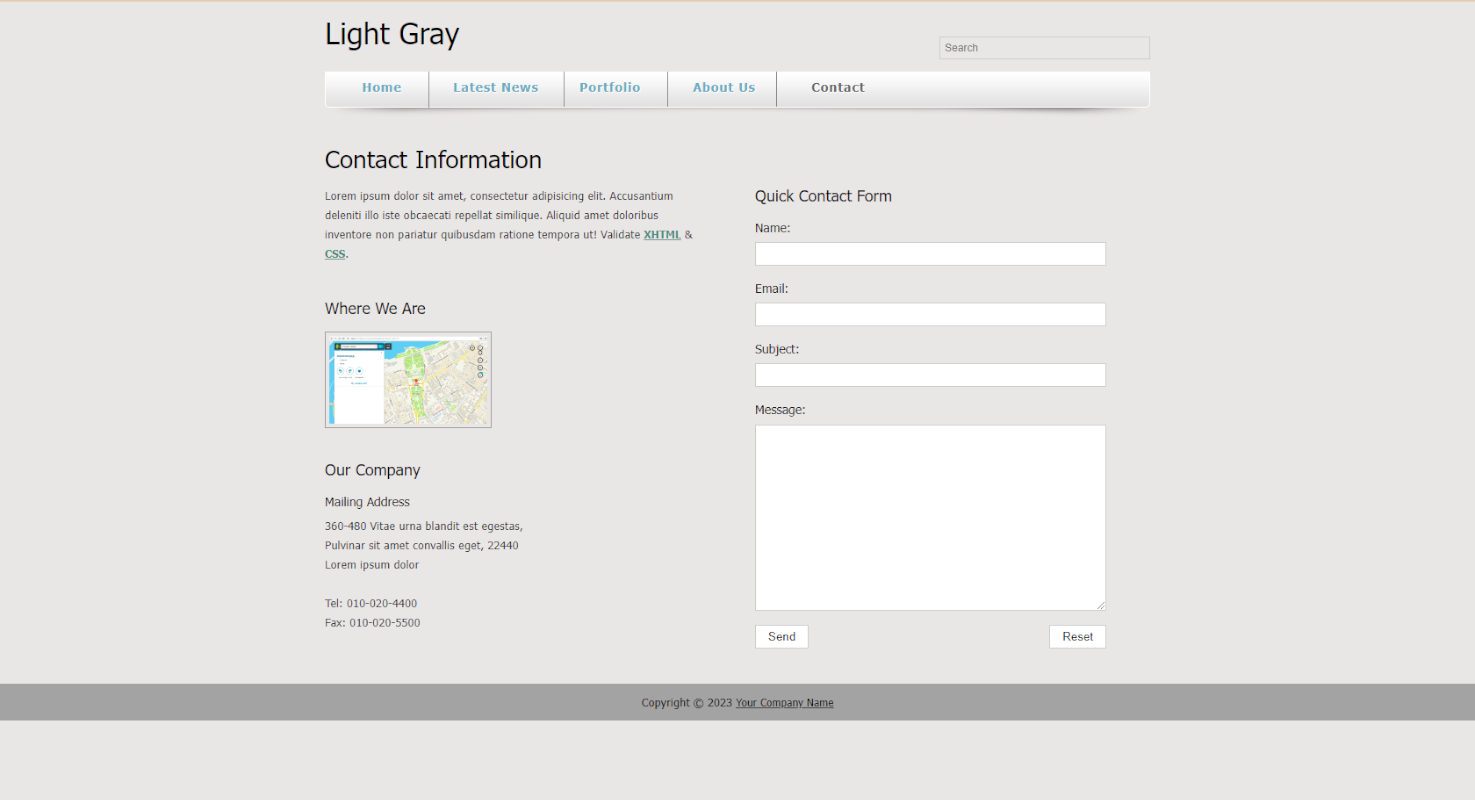 Light Gray
Search
Home
Latest News
Portfolio
About Us
Contact
Contact Information
Lorem ipsum dolor sit amet, consectetur adipisicing elit. Accusantium
deleniti illo iste obcaecati repellat similique. Aliquid amet doloribus
inventore non pariatur quibusdam ratione tempora ut! Validate XHTML &
CSS.
Where We Are
Our Company
Mailing Address
360-480 Vitae urna blandit est egestas,
Pulvinar sit amet convallis eget, 22440
Lorem ipsum dolor
Tel: 010-020-4400
Fax: 010-020-5500
Quick Contact Form
Name:
Email:
Subject:
Message:
Send
Reset
Copyright © 2023 Your Company Name